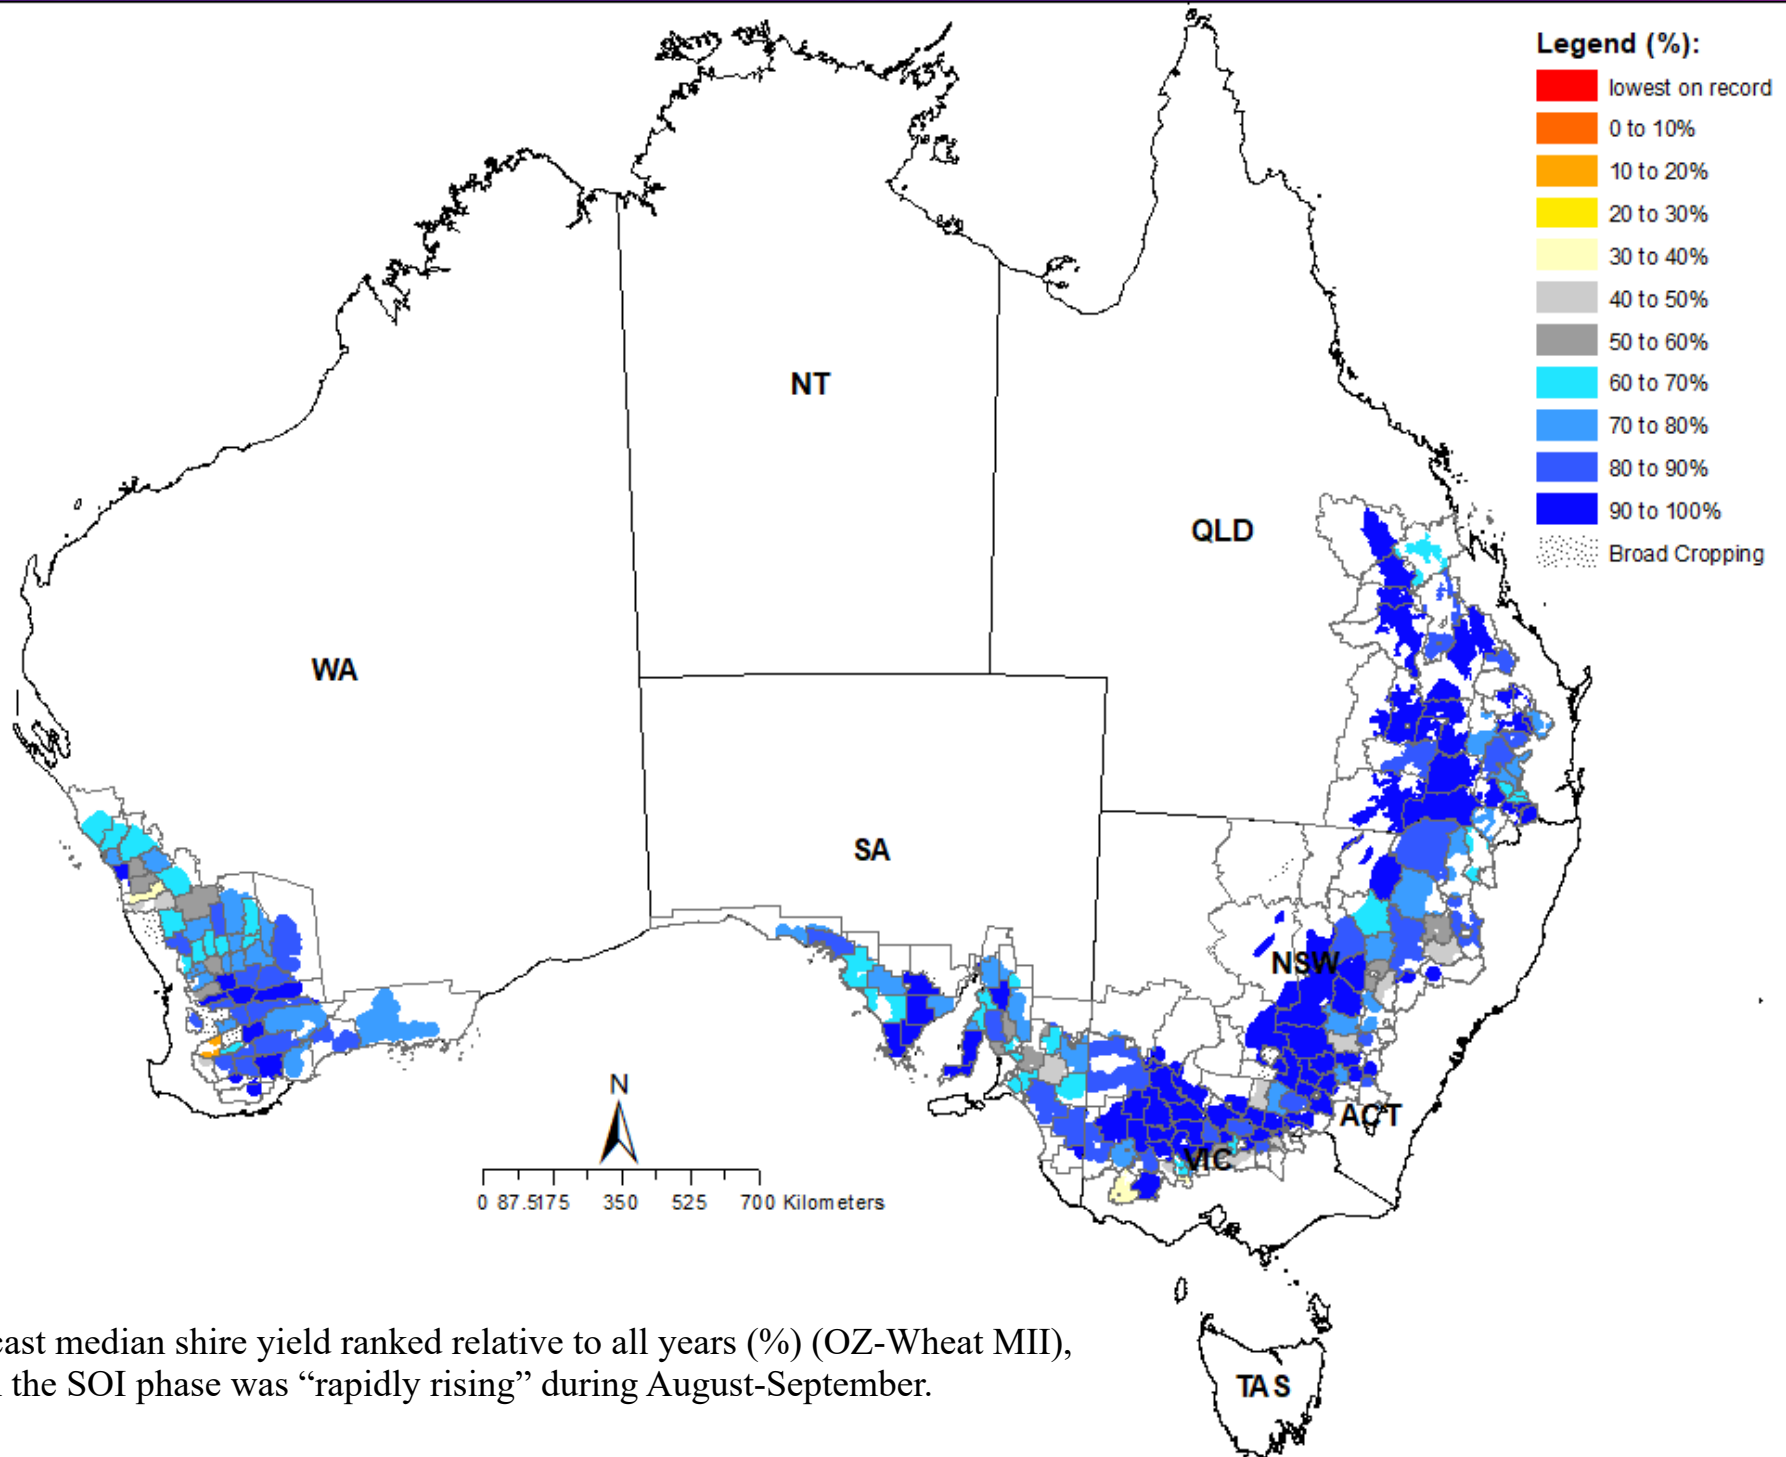 Legend (%):
lowest on record
0 to 10%
10 to 20%
20 to 30%
30 to 40%
40 to 50%
50 to 60%
60 to 70%
70 to 80%
80 to 90%
90 to 100%
Broad Cropping
NT
QLD
WA
SA
NSW
ACT
VIC
N
0 87.5175 350 525 700 Kilometers
TAS
cast median shire yield ranked relative to all years (%) (OZ-Wheat MII),
the SOI phase was “rapidly rising” during August-September.